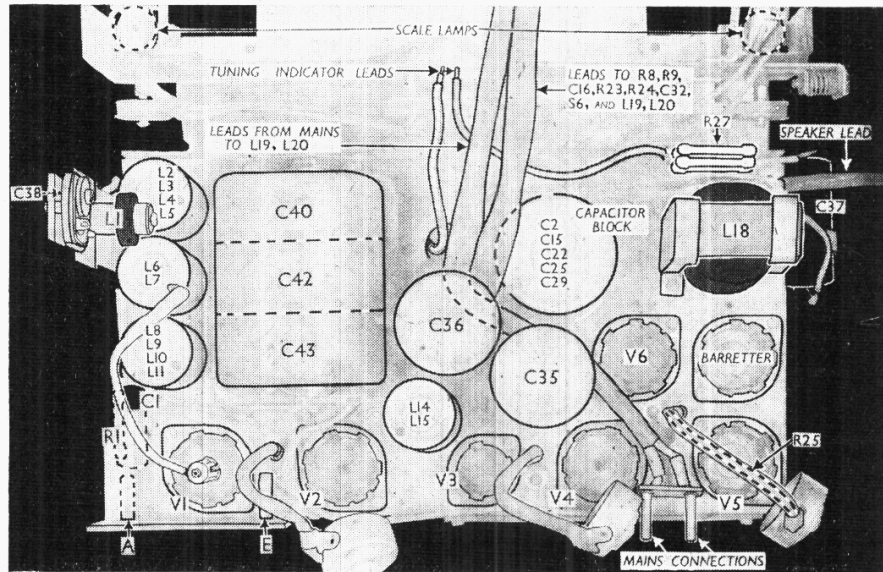 SCALE LAMPS
TUNING INDICATOR LEADS
LEADS TO R8,R9,
C16,R23,R24,C32,
S6, AND L19,L20
R27
LEADS FROM MAINS
TO L19, L20
SPEAKER LEAD
C38
L1
L2
L3
L4
L5
C40
C2
C15
C22
C25
C29
CAPACITOR
BLOCK
L18
C37
L6
L7
C42
C36
L8
L9
L10
L11
C43
C35
V6
BARRETTER
C1
R1
L14
L15
R25
V1
V2
V3
V4
V5
A
E
MAINS CONNECTIONS